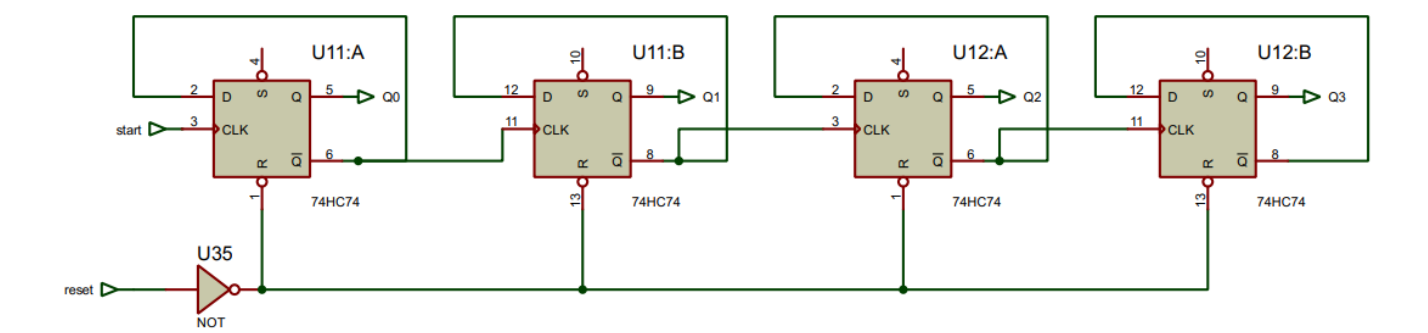 U11:A
U11:B
U12:A
U12:B
4
10
4
10
2 D S Q 5 Q0
12 D S Q 9 Q1
2 D S Q 5 Q2
12 D S Q 9 Q3
start 3 CLK
11 CLK
3 CLK
11 CLK
R Q 6
R Q 8
R Q 6
R Q 8
1
13
1
13
74HC74
74HC74
74HC74
74HC74
U35
reset
NOT